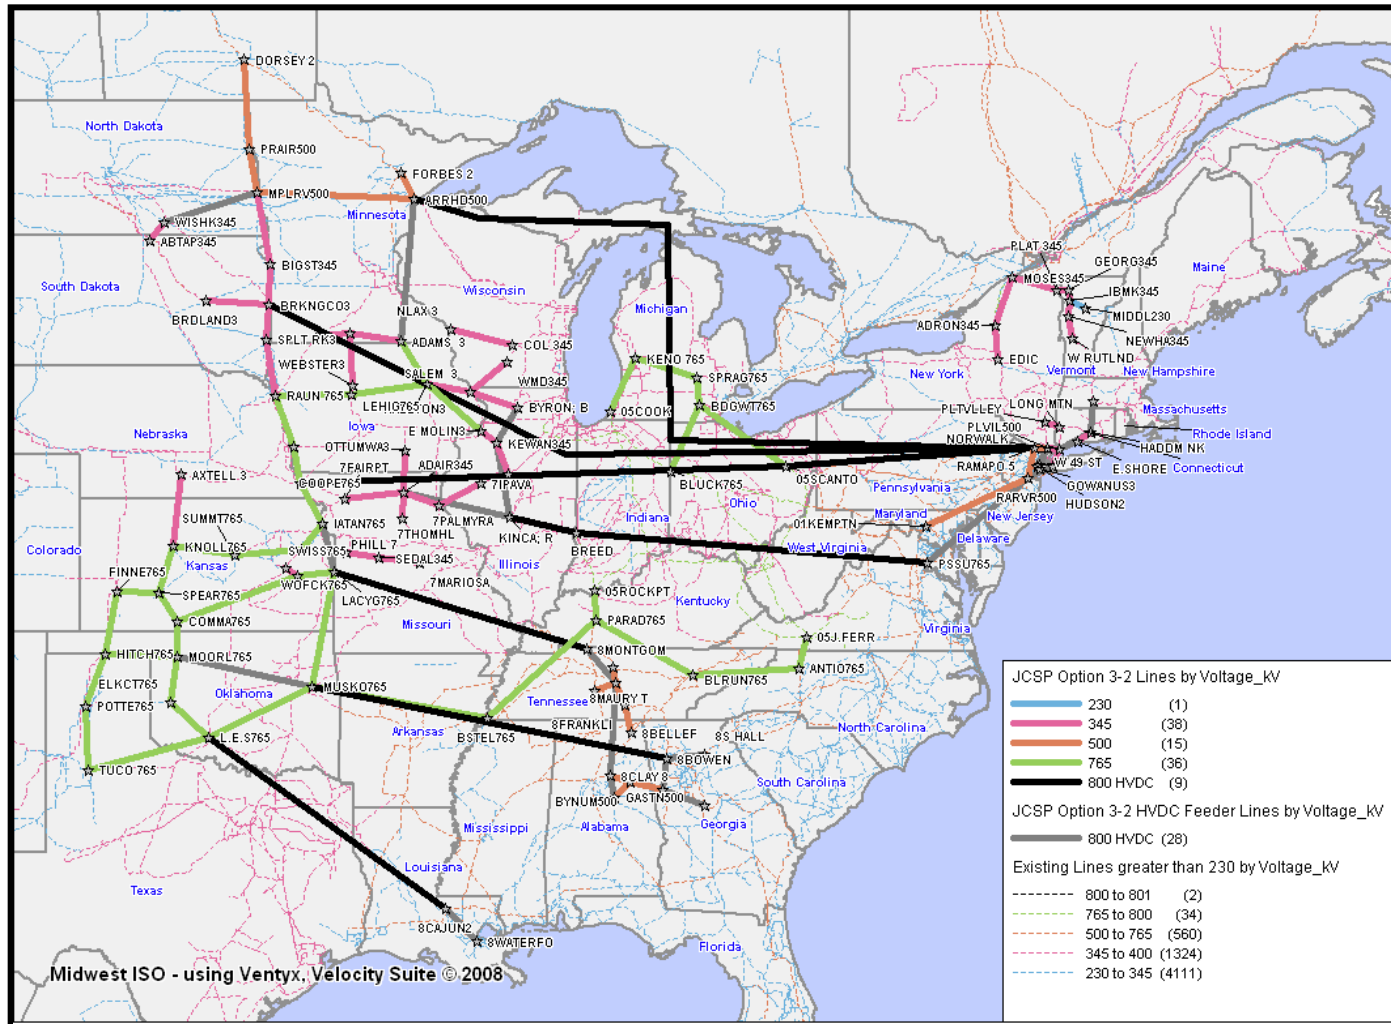 DORSEY 2
North Dakota
PRAIR500
FORBES 2
MPLRV500
ARRHD500
Minnesota
WISHK345
ABTAP345
PLAT 345
GEORG345
BIGST345
MOSES345
Maine
South Dakota
IBMK345
Wisconsin
BRKNGCO3
MIDDL230
BRDLAND3
NLAX 3
Michigan
ADRON345
NEWHA345
SPLT RK3
ADAMS 3
COL 345
W RUTLND
WEBSTER3
KENO 765
EDIC
Vermont
New Hampshire
SALEM 3
WMD345
SPRAG765
New York
RAUN 765
LEHIG765
ON3
BYRON; B
05COOK
BDGWT765
PLTVLLEY
LONG MTN
Massachusetts
Iowa
PLVIL500
Nebraska
E MOLIN3
NORWALK
Rhode Island
OTTUMWA3
KEWAN345
HADDM NK
7FAIRPT
ADAIR345
RAMAPO 5
W 49-ST
E.SHORE
Connecticut
AXTELL 3
COOPE765
7IPAVA
BLUCK765
05SCANTO
GOWANUS3
Pennsylvania
RARVR500
HUDSON2
SUMMT765
Ohio
IATAN765
7PALMYRA
Indiana
Maryland
New Jersey
7THOMHL
01KEMPTN
KNOLL765
SWISS765
PHILL 7
KINCA; R
Delaware
Colorado
BREED
West Virginia
Kansas
SEDAL345
Illinois
PSSU765
FINNE765
7MARIOSA
WOFCK765
SPEAR765
LACYG765
05ROCKPT
Kentucky
COMMA765
Missouri
PARAD765
Virginia
05J.FERR
HITCH765
MOORL765
8MONTGOM
ANTIO765
BLRUN765
ELKCT765
Oklahoma
MUSKO765
Tennessee
8MAURY T
POTTE765
8FRANKLI
North Carolina
Arkansas
BSTEL765
8BELLEF
L.E.S765
8S.HALL
8BOWEN
TUCO 765
8CLAY 8
South Carolina
BYNUM500
GASTN500
Mississippi
Alabama
Georgia
Louisiana
Texas
8CAJUN2
8WATERFO
Florida
Midwest ISO - using Ventyx, Velocity Suite © 2008
JCSP Option 3-2 Lines by Voltage_kV
230 (1)
345 (38)
500 (15)
765 (36)
800 HVDC (9)
JCSP Option 3-2 HVDC Feeder Lines by Voltage_kV
800 HVDC (28)
Existing Lines greater than 230 by Voltage_kV
800 to 801 (2)
765 to 800 (34)
500 to 765 (560)
345 to 400 (1324)
230 to 345 (4111)